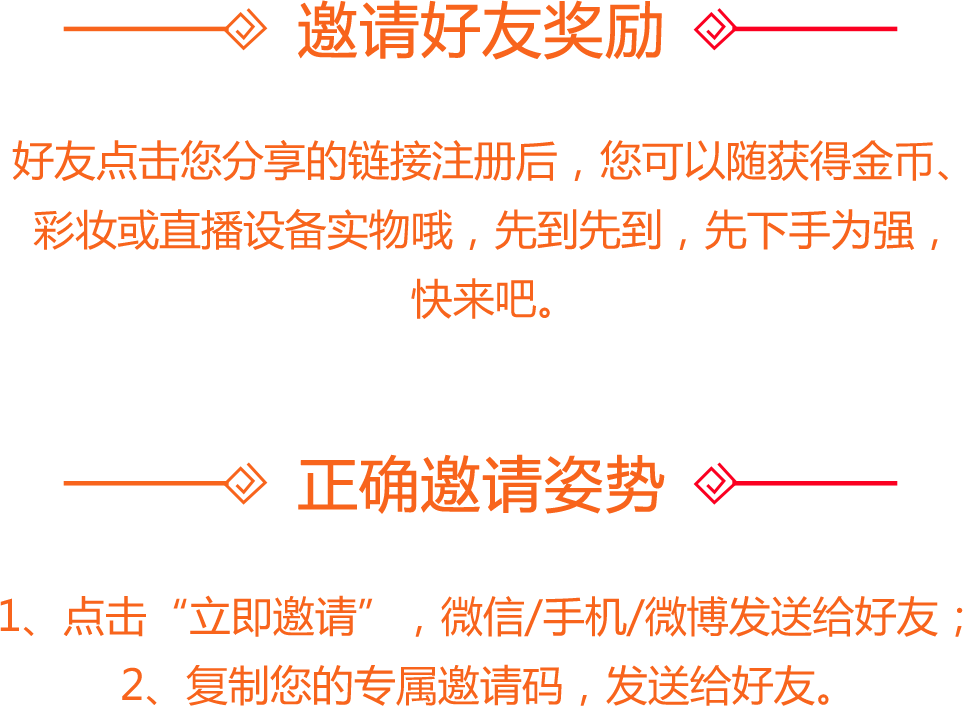 邀请好友奖励
好友点击您分享的链接注册后，您可以随获得金币、
彩妆或直播设备实物哦，先到先到，先下手为强，
快来吧。
正确邀请姿势
1、点击“立即邀请”，微信/手机/微博发送给好友；
2、复制您的专属邀请码，发送给好友。